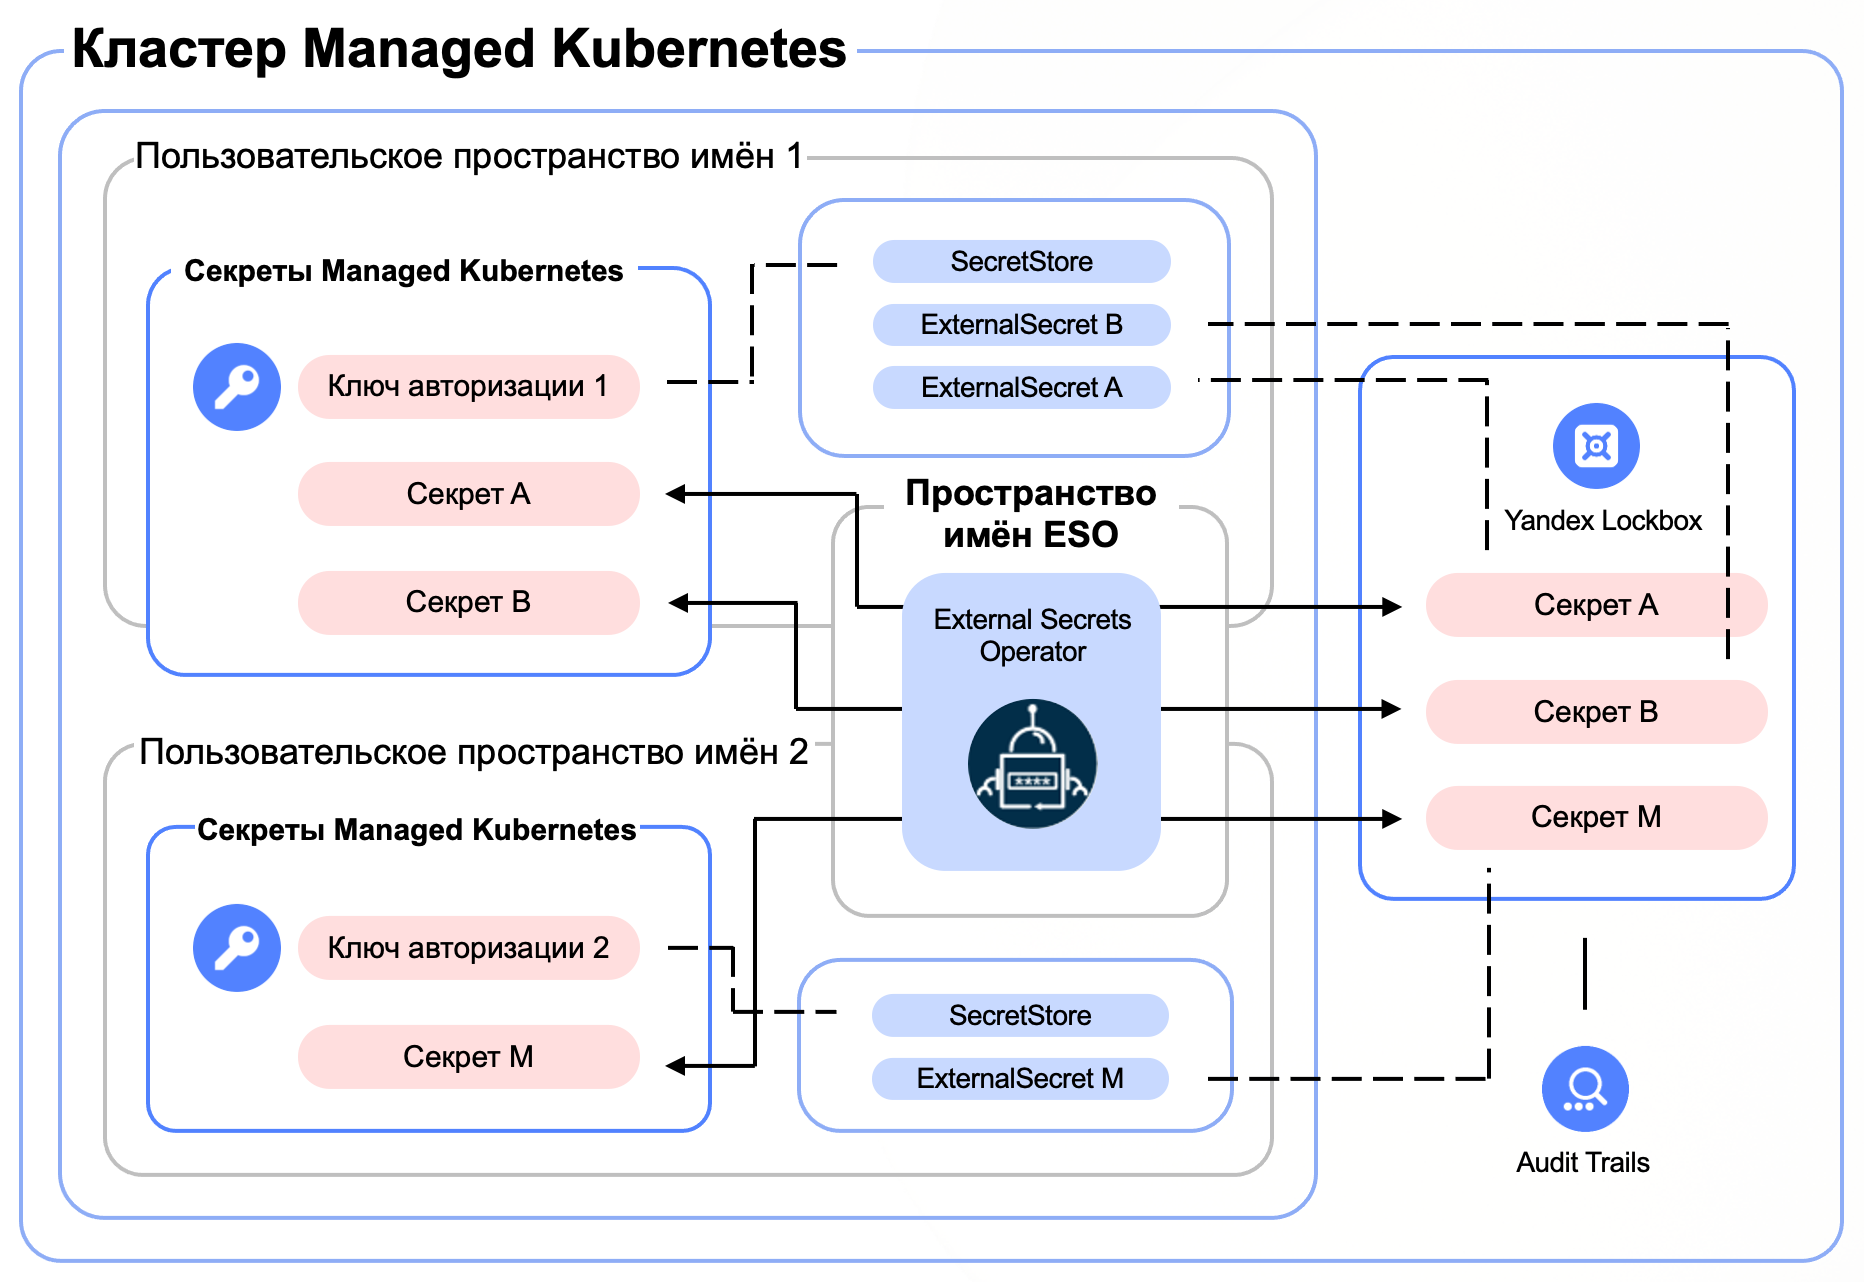 Кластер Managed Kubernetes
Пользовательское пространство имён 1
Секреты Managed Kubernetes
Ключ авторизации 1
Секрет A
Секрет B
SecretStore
ExternalSecret B
ExternalSecret A
Пространство
имён ESO
External Secrets
Operator
****
Yandex Lockbox
Секрет A
Секрет B
Секрет M
Пользовательское пространство имён 2
Секреты Managed Kubernetes
Ключ авторизации 2
Секрет M
SecretStore
ExternalSecret M
Audit Trails